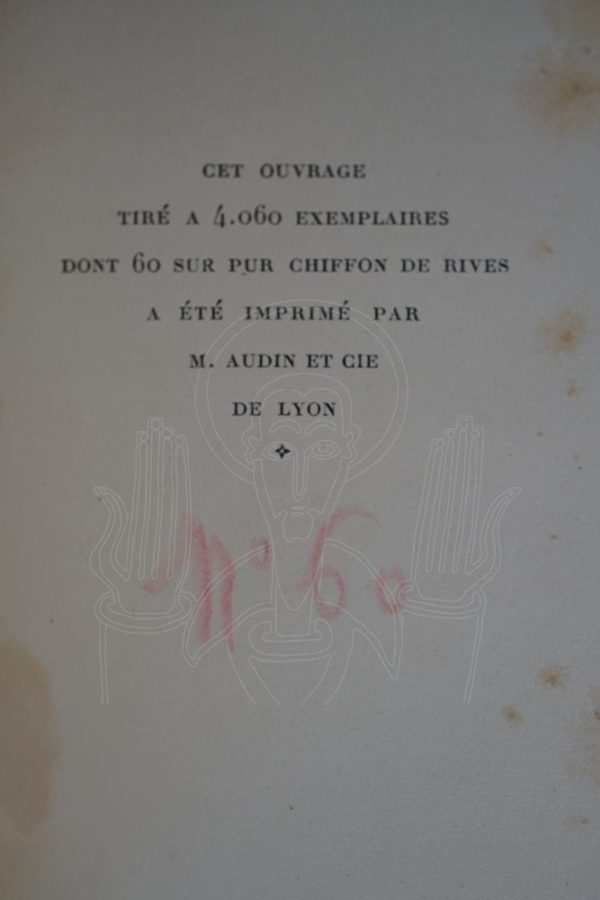 CET OUVRAGE
TIRÉ A 4.060 EXEMPLAIRES
DONT 60 SUR PUR CHIFFON DE RIVES
A ÉTÉ IMPRIMÉ PAR
M. AUDIN ET CIE
DE LYON
No 60